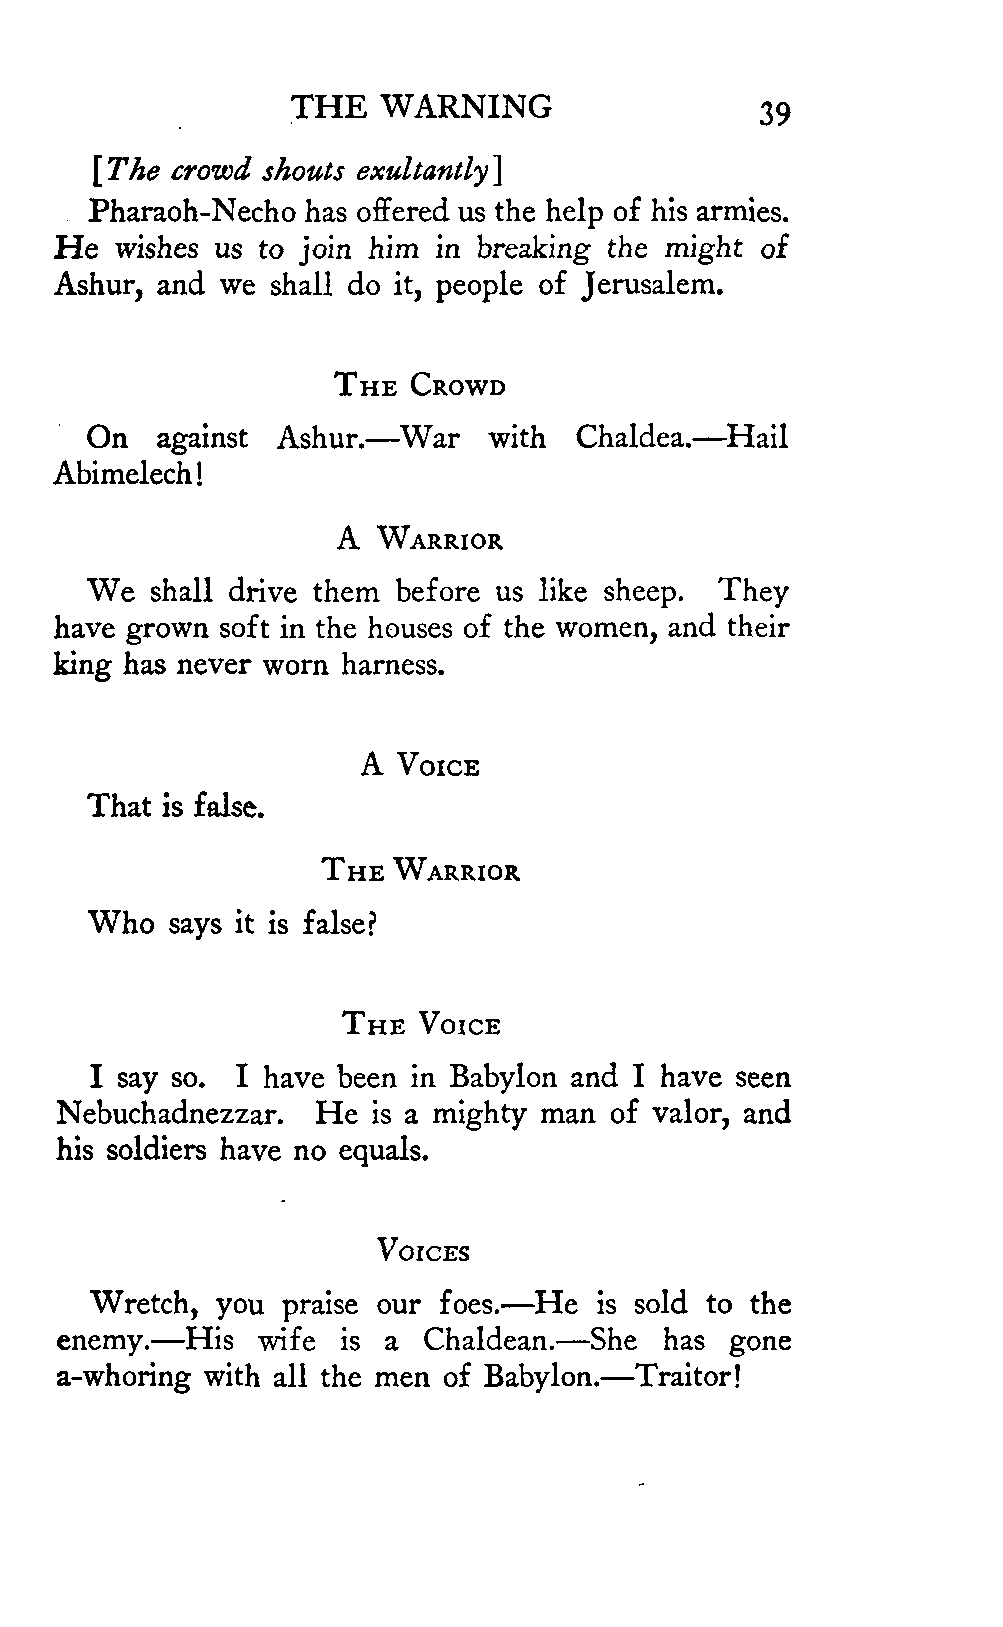 THE WARNING 39
[The crowd shouts exultantly]
Pharaoh-Necho has offered us the help of his armies.
He wishes us to join him in breaking the might of
Ashur, and we shall do it, people of Jerusalem.
THE CROWD
On against Ashur.—War with Chaldea.—Hail
Abimelech!
A WARRIOR
We shall drive them before us like sheep. They
have grown soft in the houses of the women, and their
king has never worn harness.
A VOICE
That is false.
THE WARRIOR
Who says it is false?
THE VOICE
I say so. I have been in Babylon and I have seen
Nebuchadnezzar. He is a mighty man of valor, and
his soldiers have no equals.
VOICES
Wretch, you praise our foes.—He is sold to the
enemy.—His wife is a Chaldean.—She has gone
a-whoring with all the men of Babylon.—Traitor!